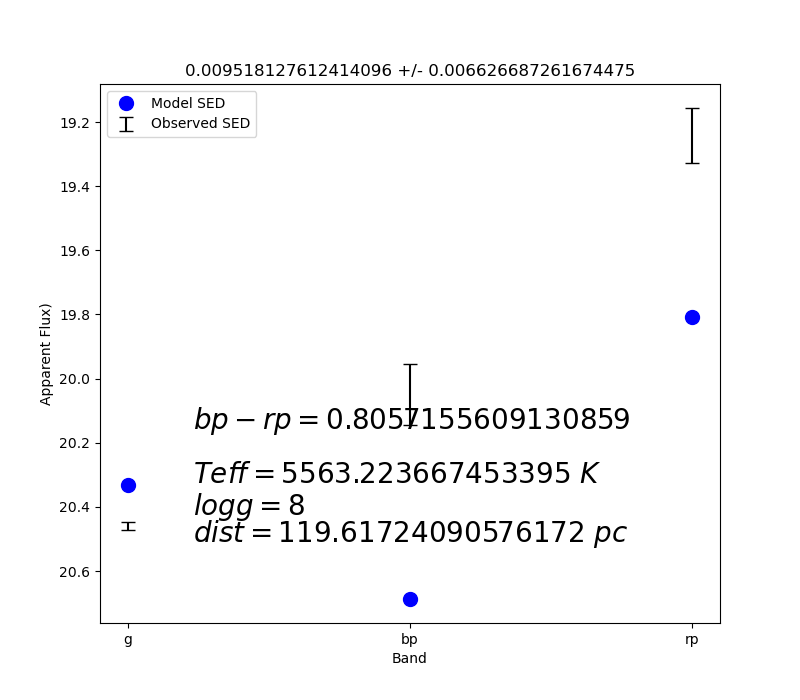 0.009518127612414096 +/- 0.006626687261674475
Model SED
Observed SED
19.2
19.4
19.6
19.8
20.0
20.2
20.4
20.6
Apparent Flux)
bp − rp = 0.8057155609130859
Teff = 5563.223667453395 K
logg = 8
dist = 119.61724090576172 pc
g
bp
rp
Band